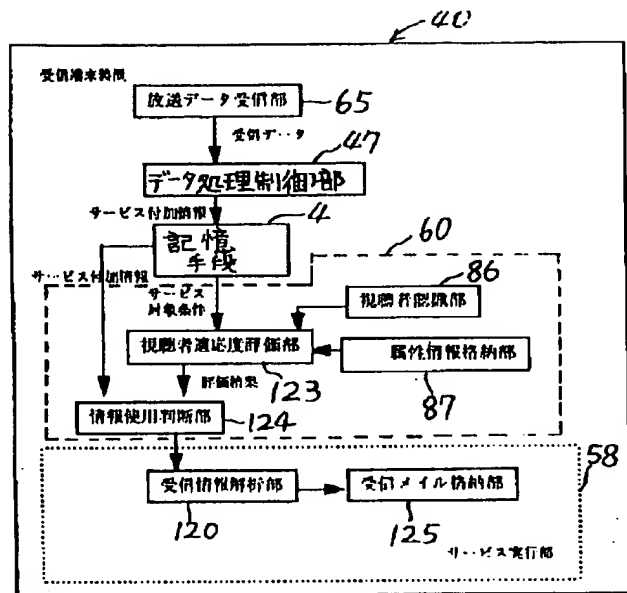 40
受信端末装置
放送データ受信部
65
受信データ
47
データ処理制御部
サービス付加情報
4
記憶
手段
60
サービス付加情報
サービス
対象条件
86
視聴者認識部
視聴者適応度評価部
属性情報格納部
評価結果
123
87
情報使用判断部
124
58
受信情報解析部
受信メイル格納部
120
125
サービス実行部